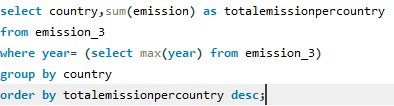 select country,sum(emission) as totalemissionpercountry
from emission_3
where year= (select max(year) from emission_3)
group by country
order by totalemissionpercountry desc;